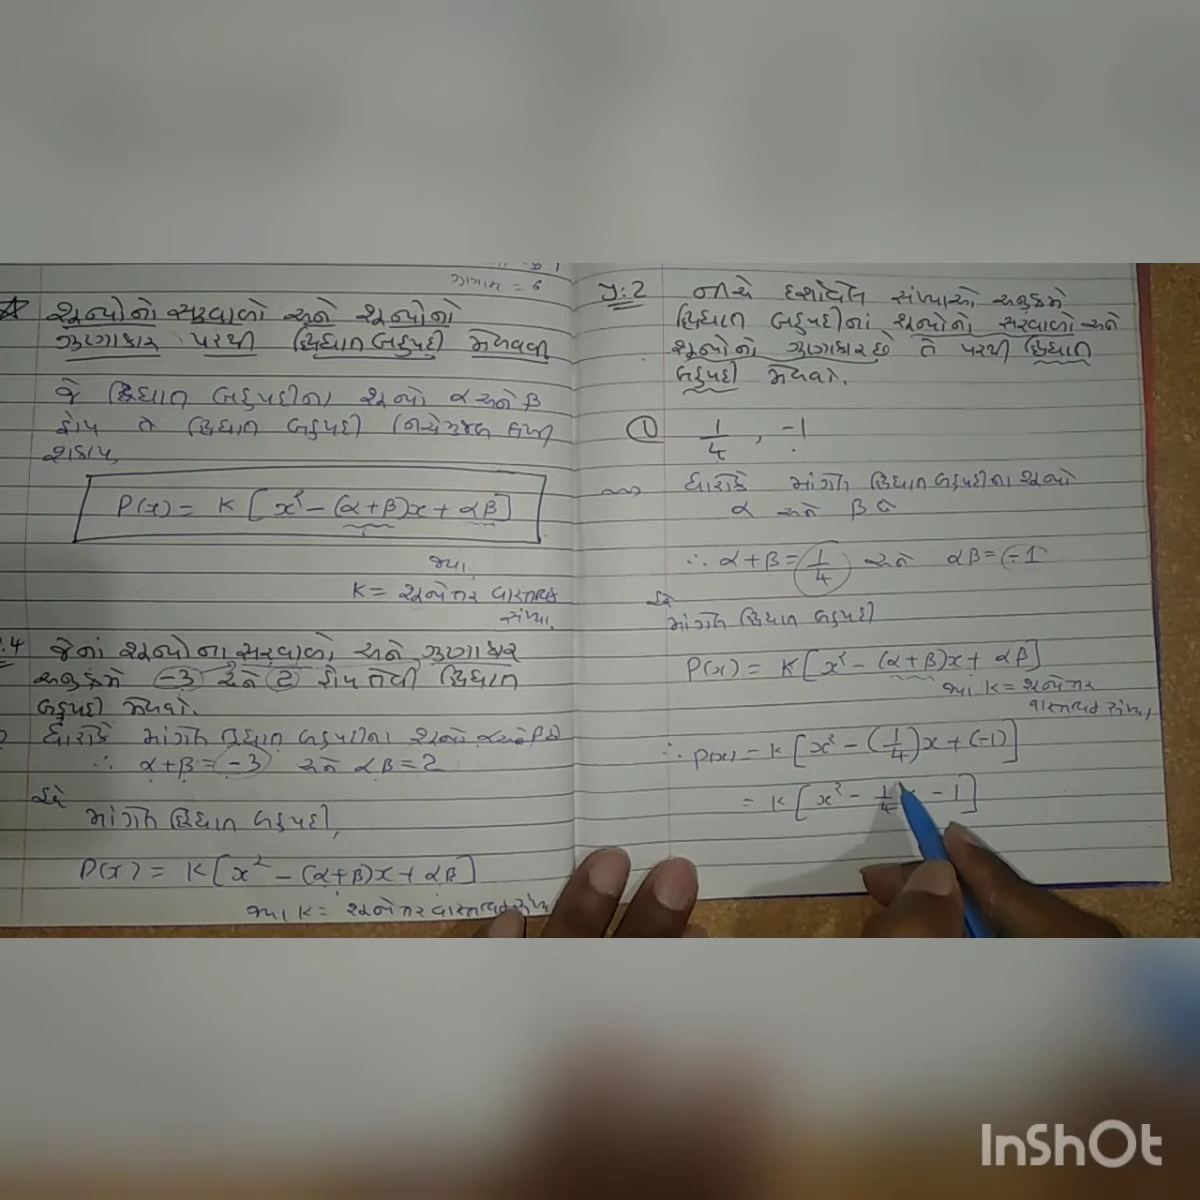 ગુણાકાર = 6
શૂન્યોનો સરવાળો અને શૂન્યોનો
ગુણાકાર પરથી દ્વિઘાત બહુપદી મેળવવી
જે દ્વિઘાત બહુપદીના શૂન્યો α અને β
હોય તે દ્વિઘાત બહુપદી નીચે મુજબ લખી
શકાય,
P(x) = K [x² - (α+β)x + αβ]
જ્યાં,
K = શૂન્યેતર વાસ્તવિક
સંખ્યા.
.4 જેનાં શૂન્યોના સરવાળો અને ગુણાકાર
અનુક્રમે -3 અને 2 હોય તેવી દ્વિઘાત
બહુપદી મેળવો.
ધારોકે માંગેલ દ્વિઘાત બહુપદીના શૂન્યો α અને β છે
∴ α+β = -3 અને αβ = 2
હવે
માંગેલ દ્વિઘાત બહુપદી,
P(x) = K [x² - (α+β)x + αβ]
જ્યાં K = શૂન્યેતર વાસ્તવિક સંખ્યા
પ્ર:2 નીચે દર્શાવેલ સંખ્યાઓ અનુક્રમે
દ્વિઘાત બહુપદીનાં શૂન્યોનો સરવાળો અને
શૂન્યોનો ગુણાકાર છે તે પરથી દ્વિઘાત
બહુપદી મેળવો.
① 1/4 , -1
ધારોકે માંગેલ દ્વિઘાત બહુપદીના શૂન્યો
α અને β છે
∴ α+β = 1/4 અને αβ = -1
હવે
માંગેલ દ્વિઘાત બહુપદી
P(x) = K [x² - (α+β)x + αβ]
જ્યાં K = શૂન્યેતર
વાસ્તવિક સંખ્યા,
∴ P(x) = K [x² - (1/4)x + (-1)]
= K [x² - 1/4 x - 1]
InShOt